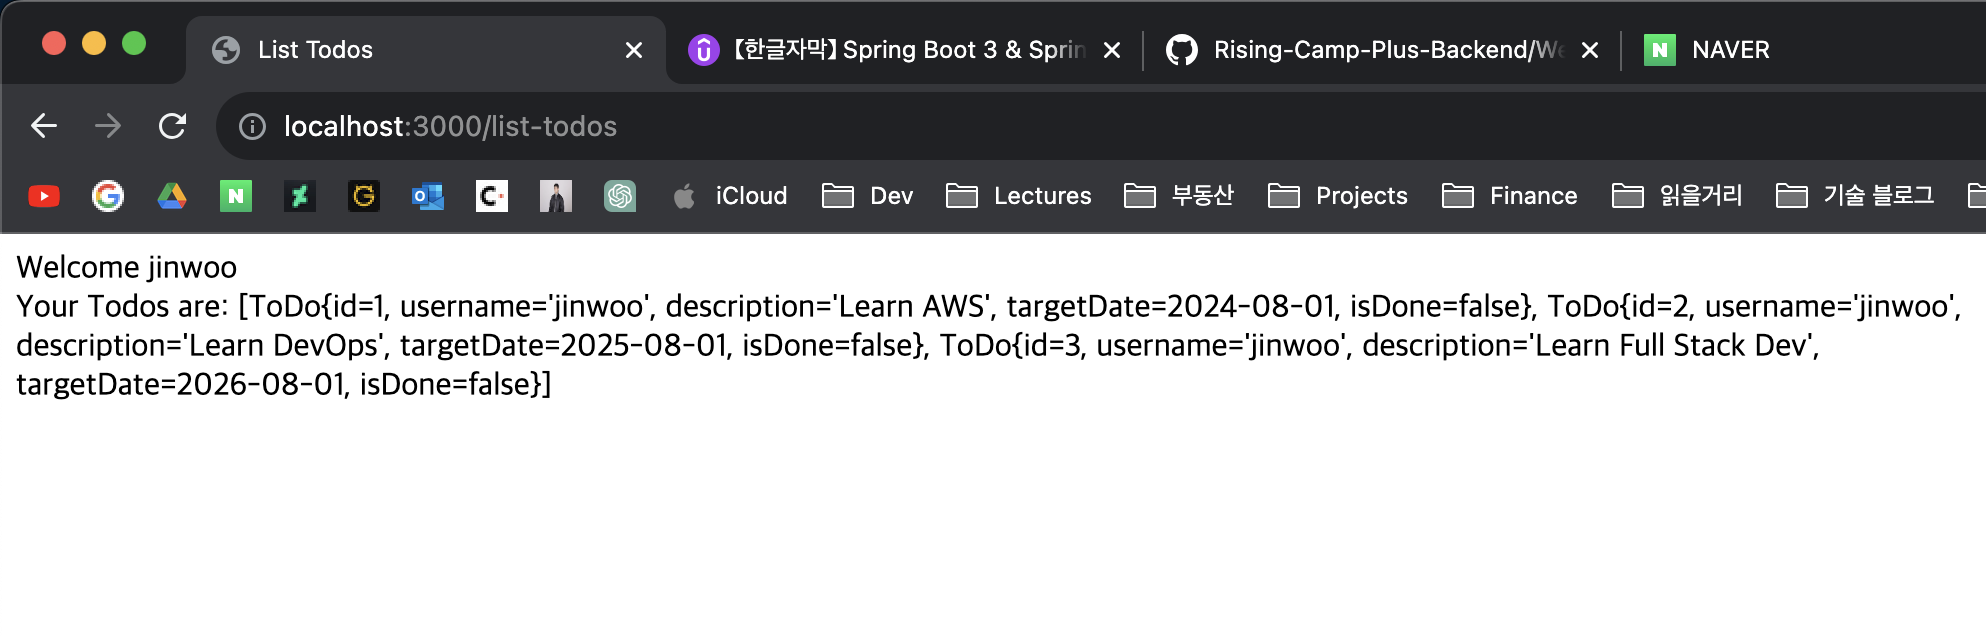 List Todos
【한글자막】 Spring Boot 3 & Sprin
Rising-Camp-Plus-Backend/We
N NAVER
localhost:3000/list-todos
iCloud Dev Lectures 부동산 Projects Finance 읽을거리 기술 블로그
Welcome jinwoo
Your Todos are: [ToDo{id=1, username='jinwoo', description='Learn AWS', targetDate=2024-08-01, isDone=false}, ToDo{id=2, username='jinwoo',
description='Learn DevOps', targetDate=2025-08-01, isDone=false}, ToDo{id=3, username='jinwoo', description='Learn Full Stack Dev',
targetDate=2026-08-01, isDone=false}]